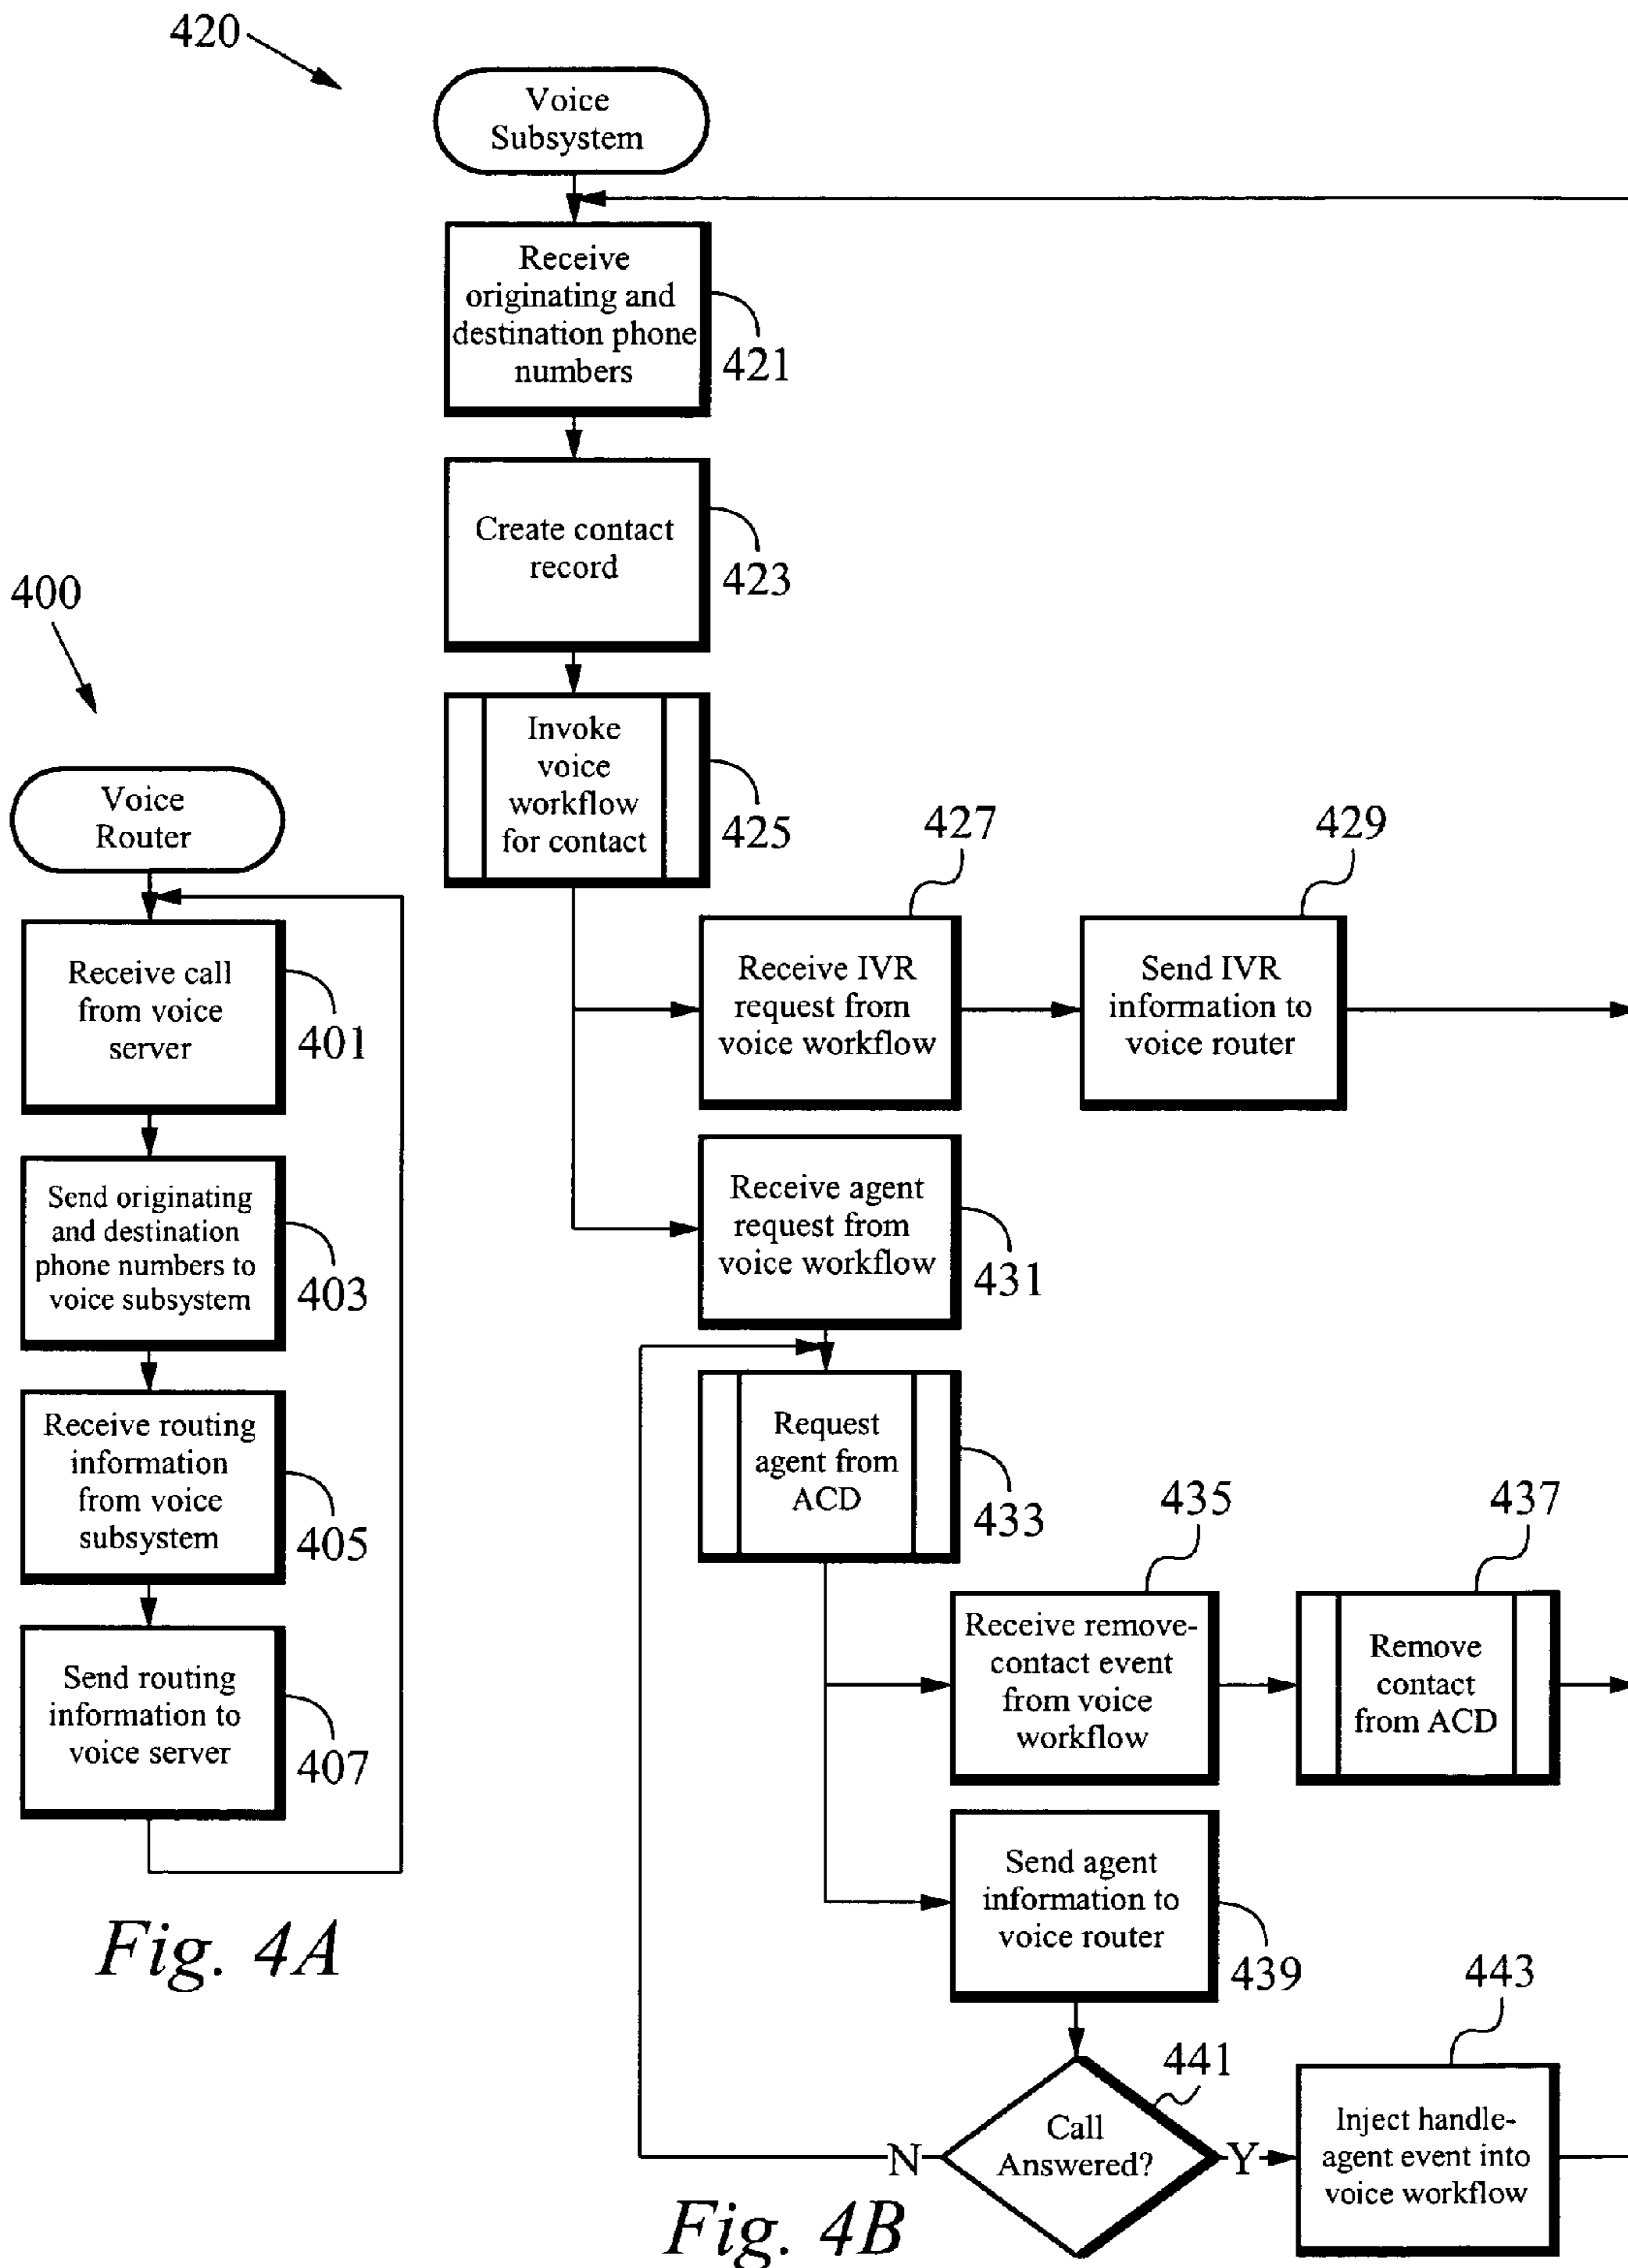 420
Voice
Subsystem
Receive
originating and
destination phone
numbers
421
Create contact
record
423
Invoke
voice
workflow
for contact
425
427
Receive IVR
request from
voice workflow
429
Send IVR
information to
voice router
Receive agent
request from
voice workflow
431
Request
agent from
ACD
433
435
Receive remove-
contact event
from voice
workflow
437
Remove
contact
from ACD
Send agent
information to
voice router
439
441
Call
Answered?
N
Y
443
Inject handle-
agent event into
voice workflow
Fig. 4B
400
Voice
Router
Receive call
from voice
server
401
Send originating
and destination
phone numbers to
voice subsystem
403
Receive routing
information
from voice
subsystem
405
Send routing
information to
voice server
407
Fig. 4A